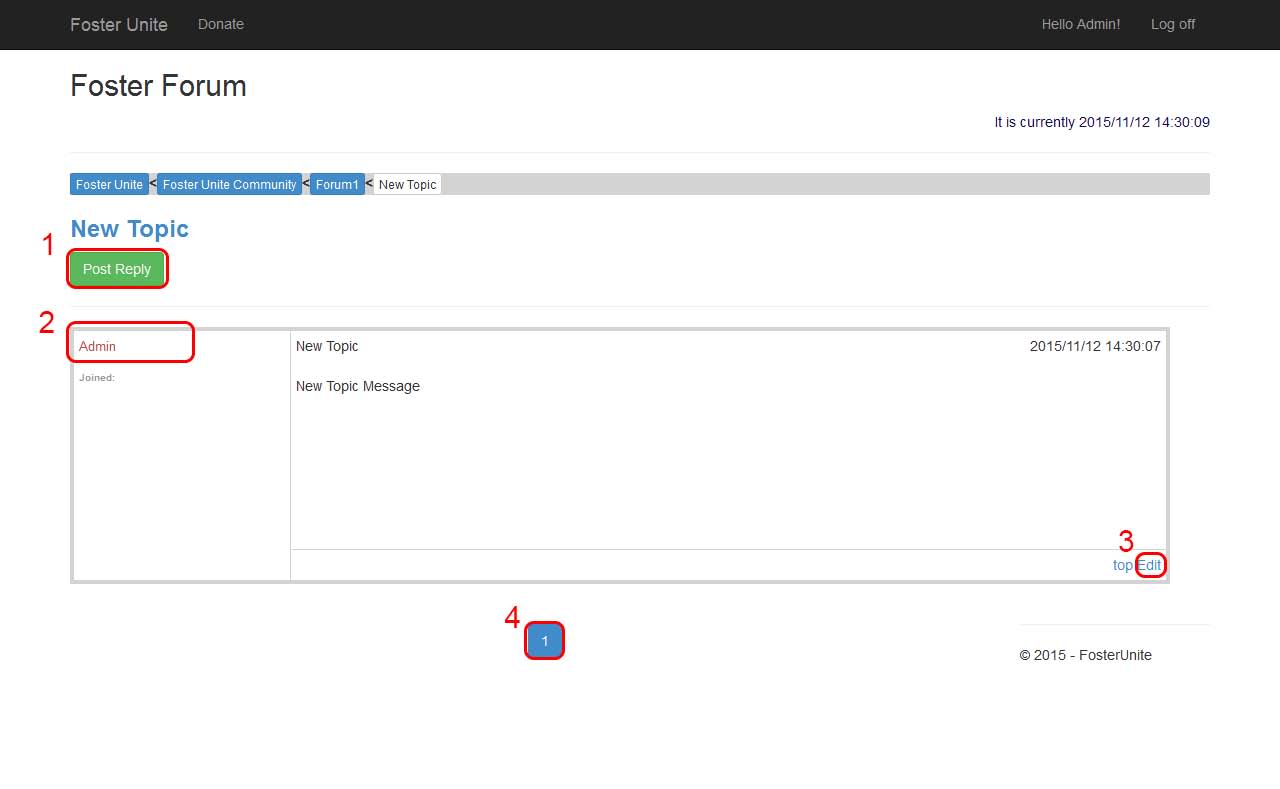 Foster Unite Donate Hello Admin! Log off
Foster Forum
It is currently 2015/11/12 14:30:09
Foster Unite < Foster Unite Community < Forum1 < New Topic
New Topic
1
Post Reply
2
Admin New Topic 2015/11/12 14:30:07
Joined:
New Topic Message
3
top Edit
4
1
© 2015 - FosterUnite